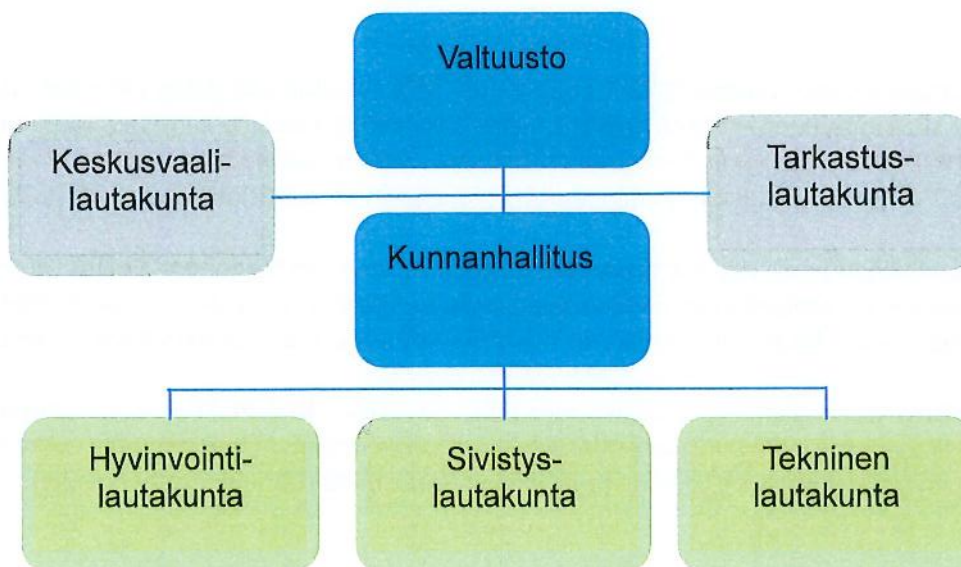 Valtuusto
Keskusvaali-
lautakunta
Tarkastus-
lautakunta
Kunnanhallitus
Hyvinvointi-
lautakunta
Sivistys-
lautakunta
Tekninen
lautakunta